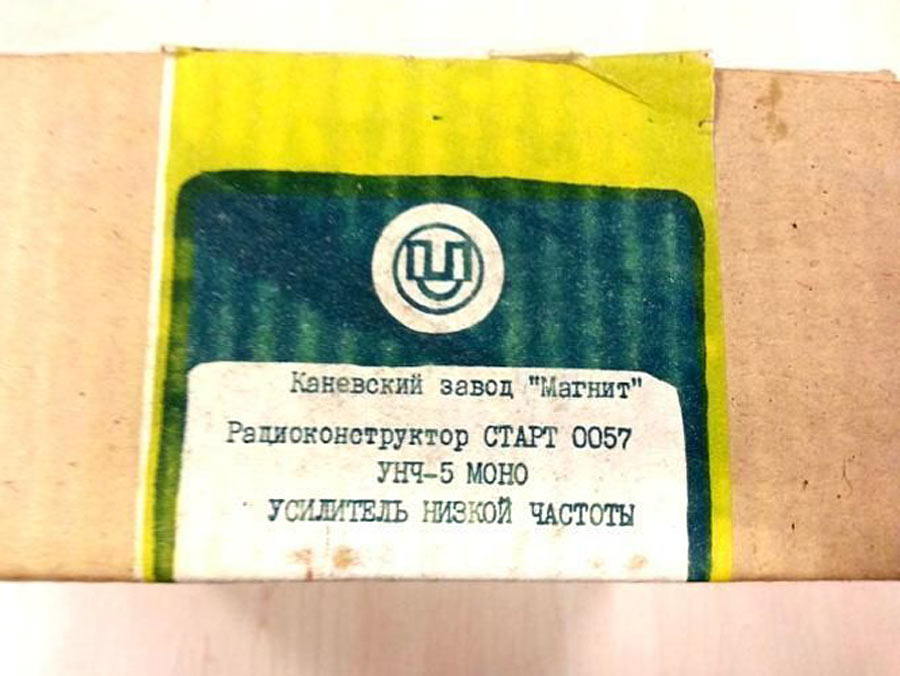 Каневский завод "Магнит"
Радиоконструктор СТАРТ 0057
УНЧ-5 МОНО
УСИЛИТЕЛЬ НИЗКОЙ ЧАСТОТЫ